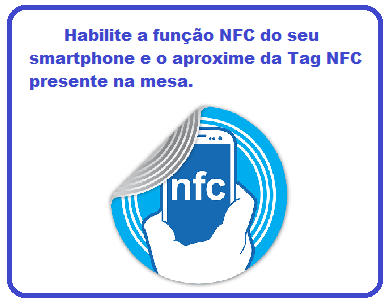 Habilite a função NFC do seu
smartphone e o aproxime da Tag NFC
presente na mesa.
nfc